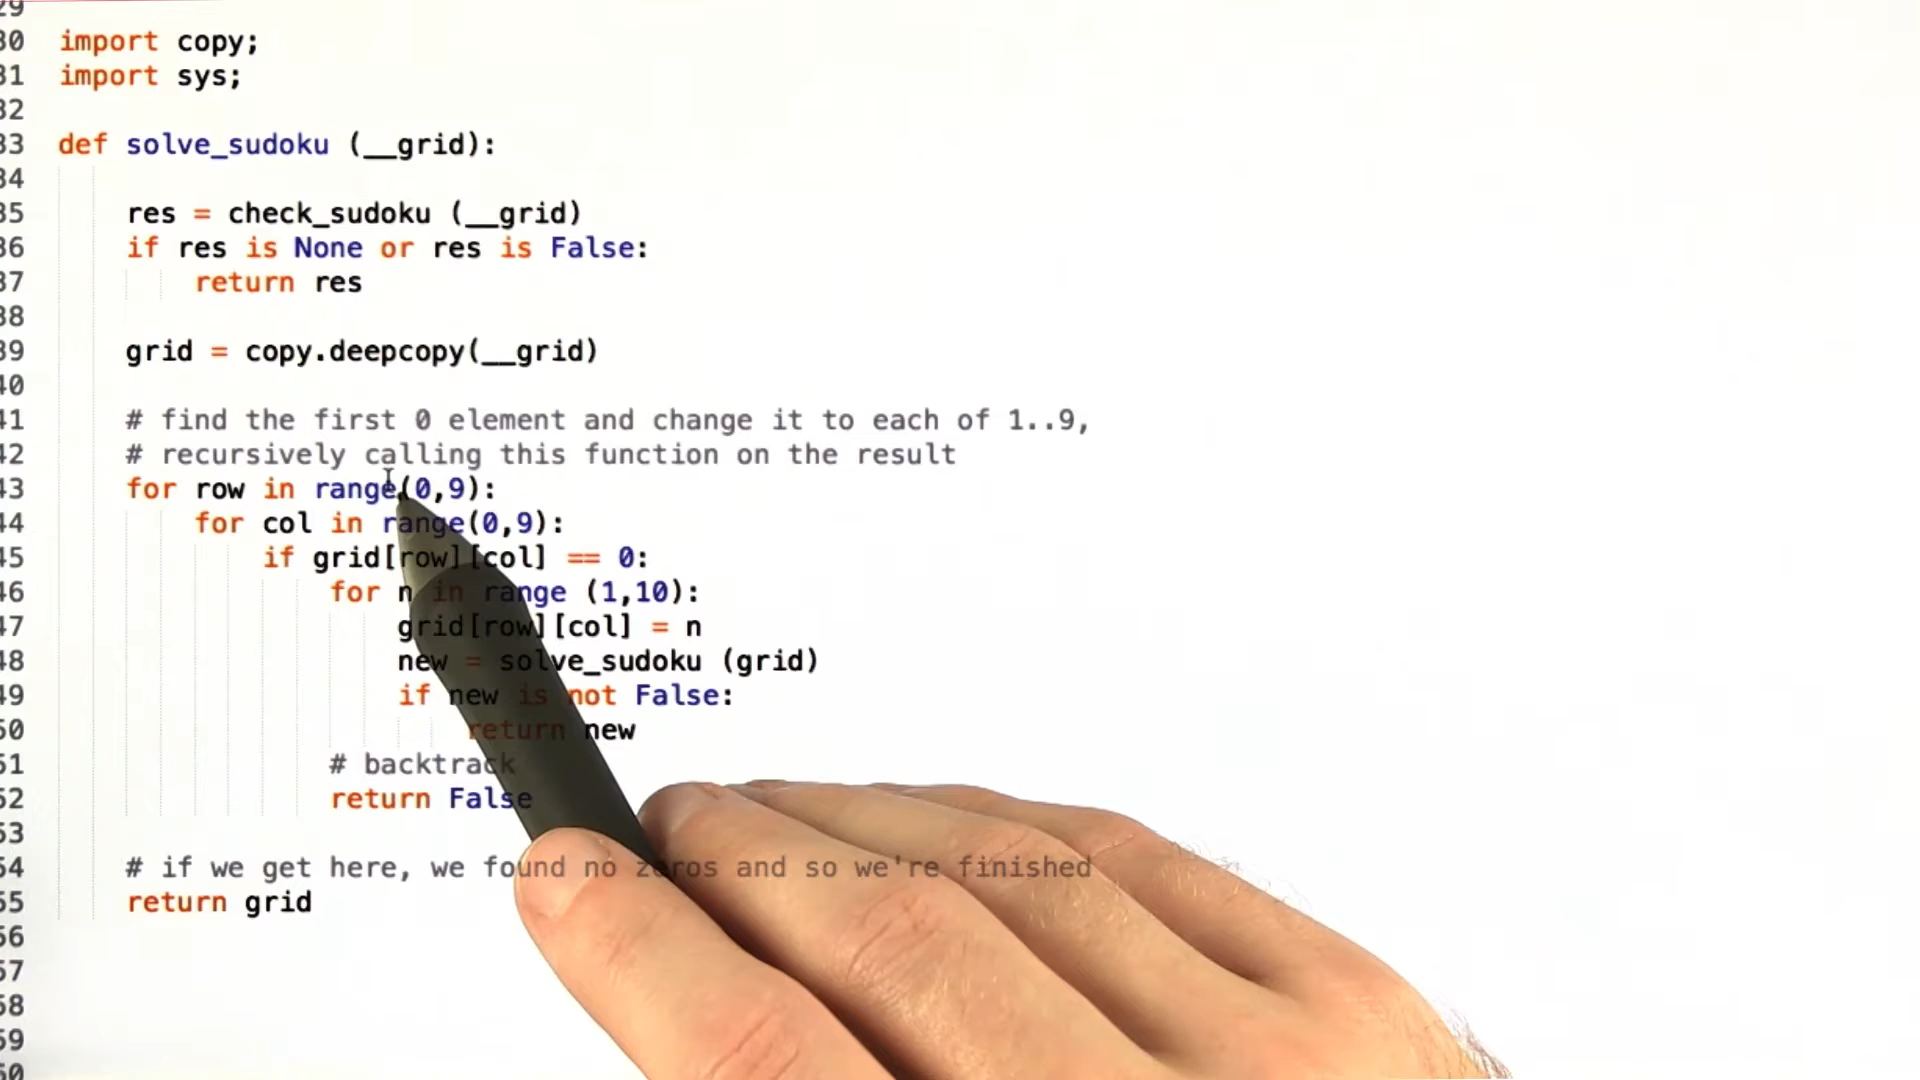 29
30 import copy;
31 import sys;
32
33 def solve_sudoku (__grid):
34
35 res = check_sudoku (__grid)
36 if res is None or res is False:
37 return res
38
39 grid = copy.deepcopy(__grid)
40
41 # find the first 0 element and change it to each of 1..9,
42 # recursively calling this function on the result
43 for row in range(0,9):
44 for col in range(0,9):
45 if grid[row][col] == 0:
46 for n in range (1,10):
47 grid[row][col] = n
48 new = solve_sudoku (grid)
49 if new is not False:
50 return new
51 # backtrack
52 return False
53
54 # if we get here, we found no zeros and so we're finished
55 return grid
56
57
58
59
60